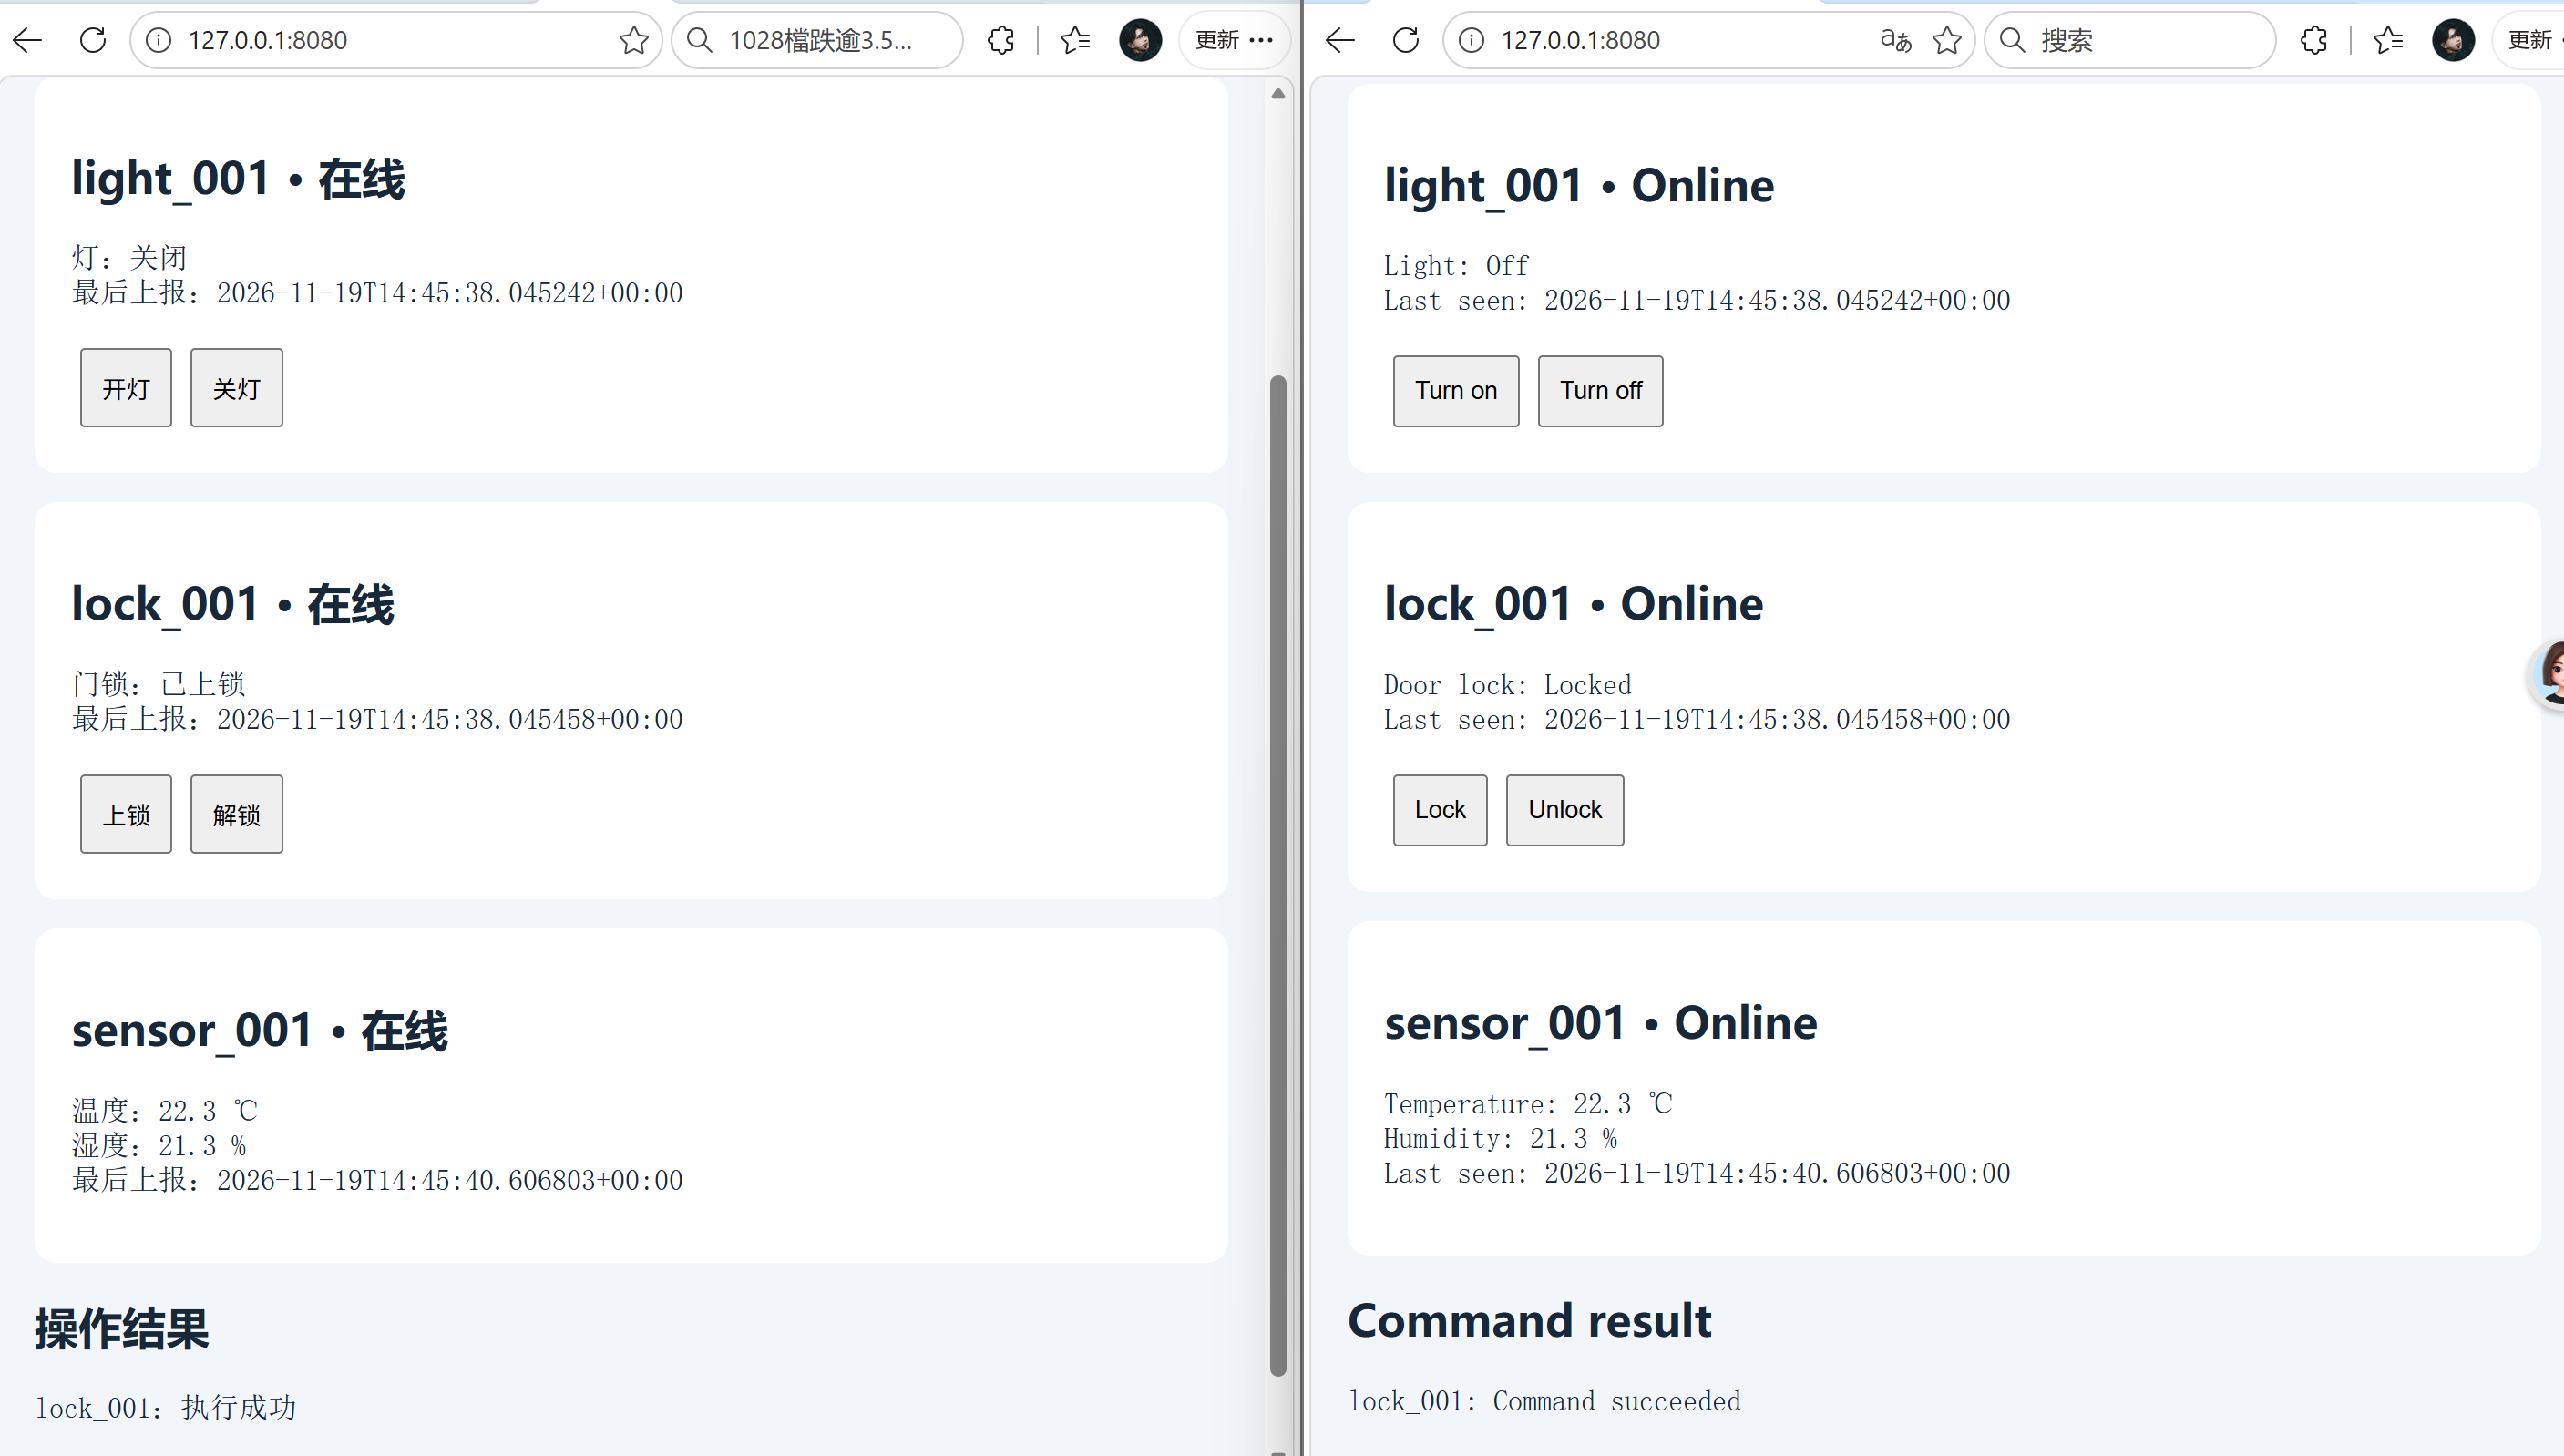 127.0.0.1:8080
1028檔跌逾3.5...
更新
light_001 • 在线
灯：关闭
最后上报：2026-11-19T14:45:38.045242+00:00
开灯
关灯
lock_001 • 在线
门锁：已上锁
最后上报：2026-11-19T14:45:38.045458+00:00
上锁
解锁
sensor_001 • 在线
温度：22.3 ℃
湿度：21.3 %
最后上报：2026-11-19T14:45:40.606803+00:00
操作结果
lock_001：执行成功
127.0.0.1:8080
aあ
搜索
更新
light_001 • Online
Light: Off
Last seen: 2026-11-19T14:45:38.045242+00:00
Turn on
Turn off
lock_001 • Online
Door lock: Locked
Last seen: 2026-11-19T14:45:38.045458+00:00
Lock
Unlock
sensor_001 • Online
Temperature: 22.3 ℃
Humidity: 21.3 %
Last seen: 2026-11-19T14:45:40.606803+00:00
Command result
lock_001: Command succeeded